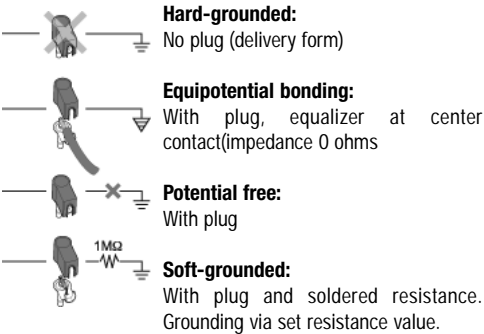 Hard-grounded:
No plug (delivery form)
Equipotential bonding:
With plug, equalizer at center
contact(impedance 0 ohms
Potential free:
With plug
1MΩ
Soft-grounded:
With plug and soldered resistance.
Grounding via set resistance value.